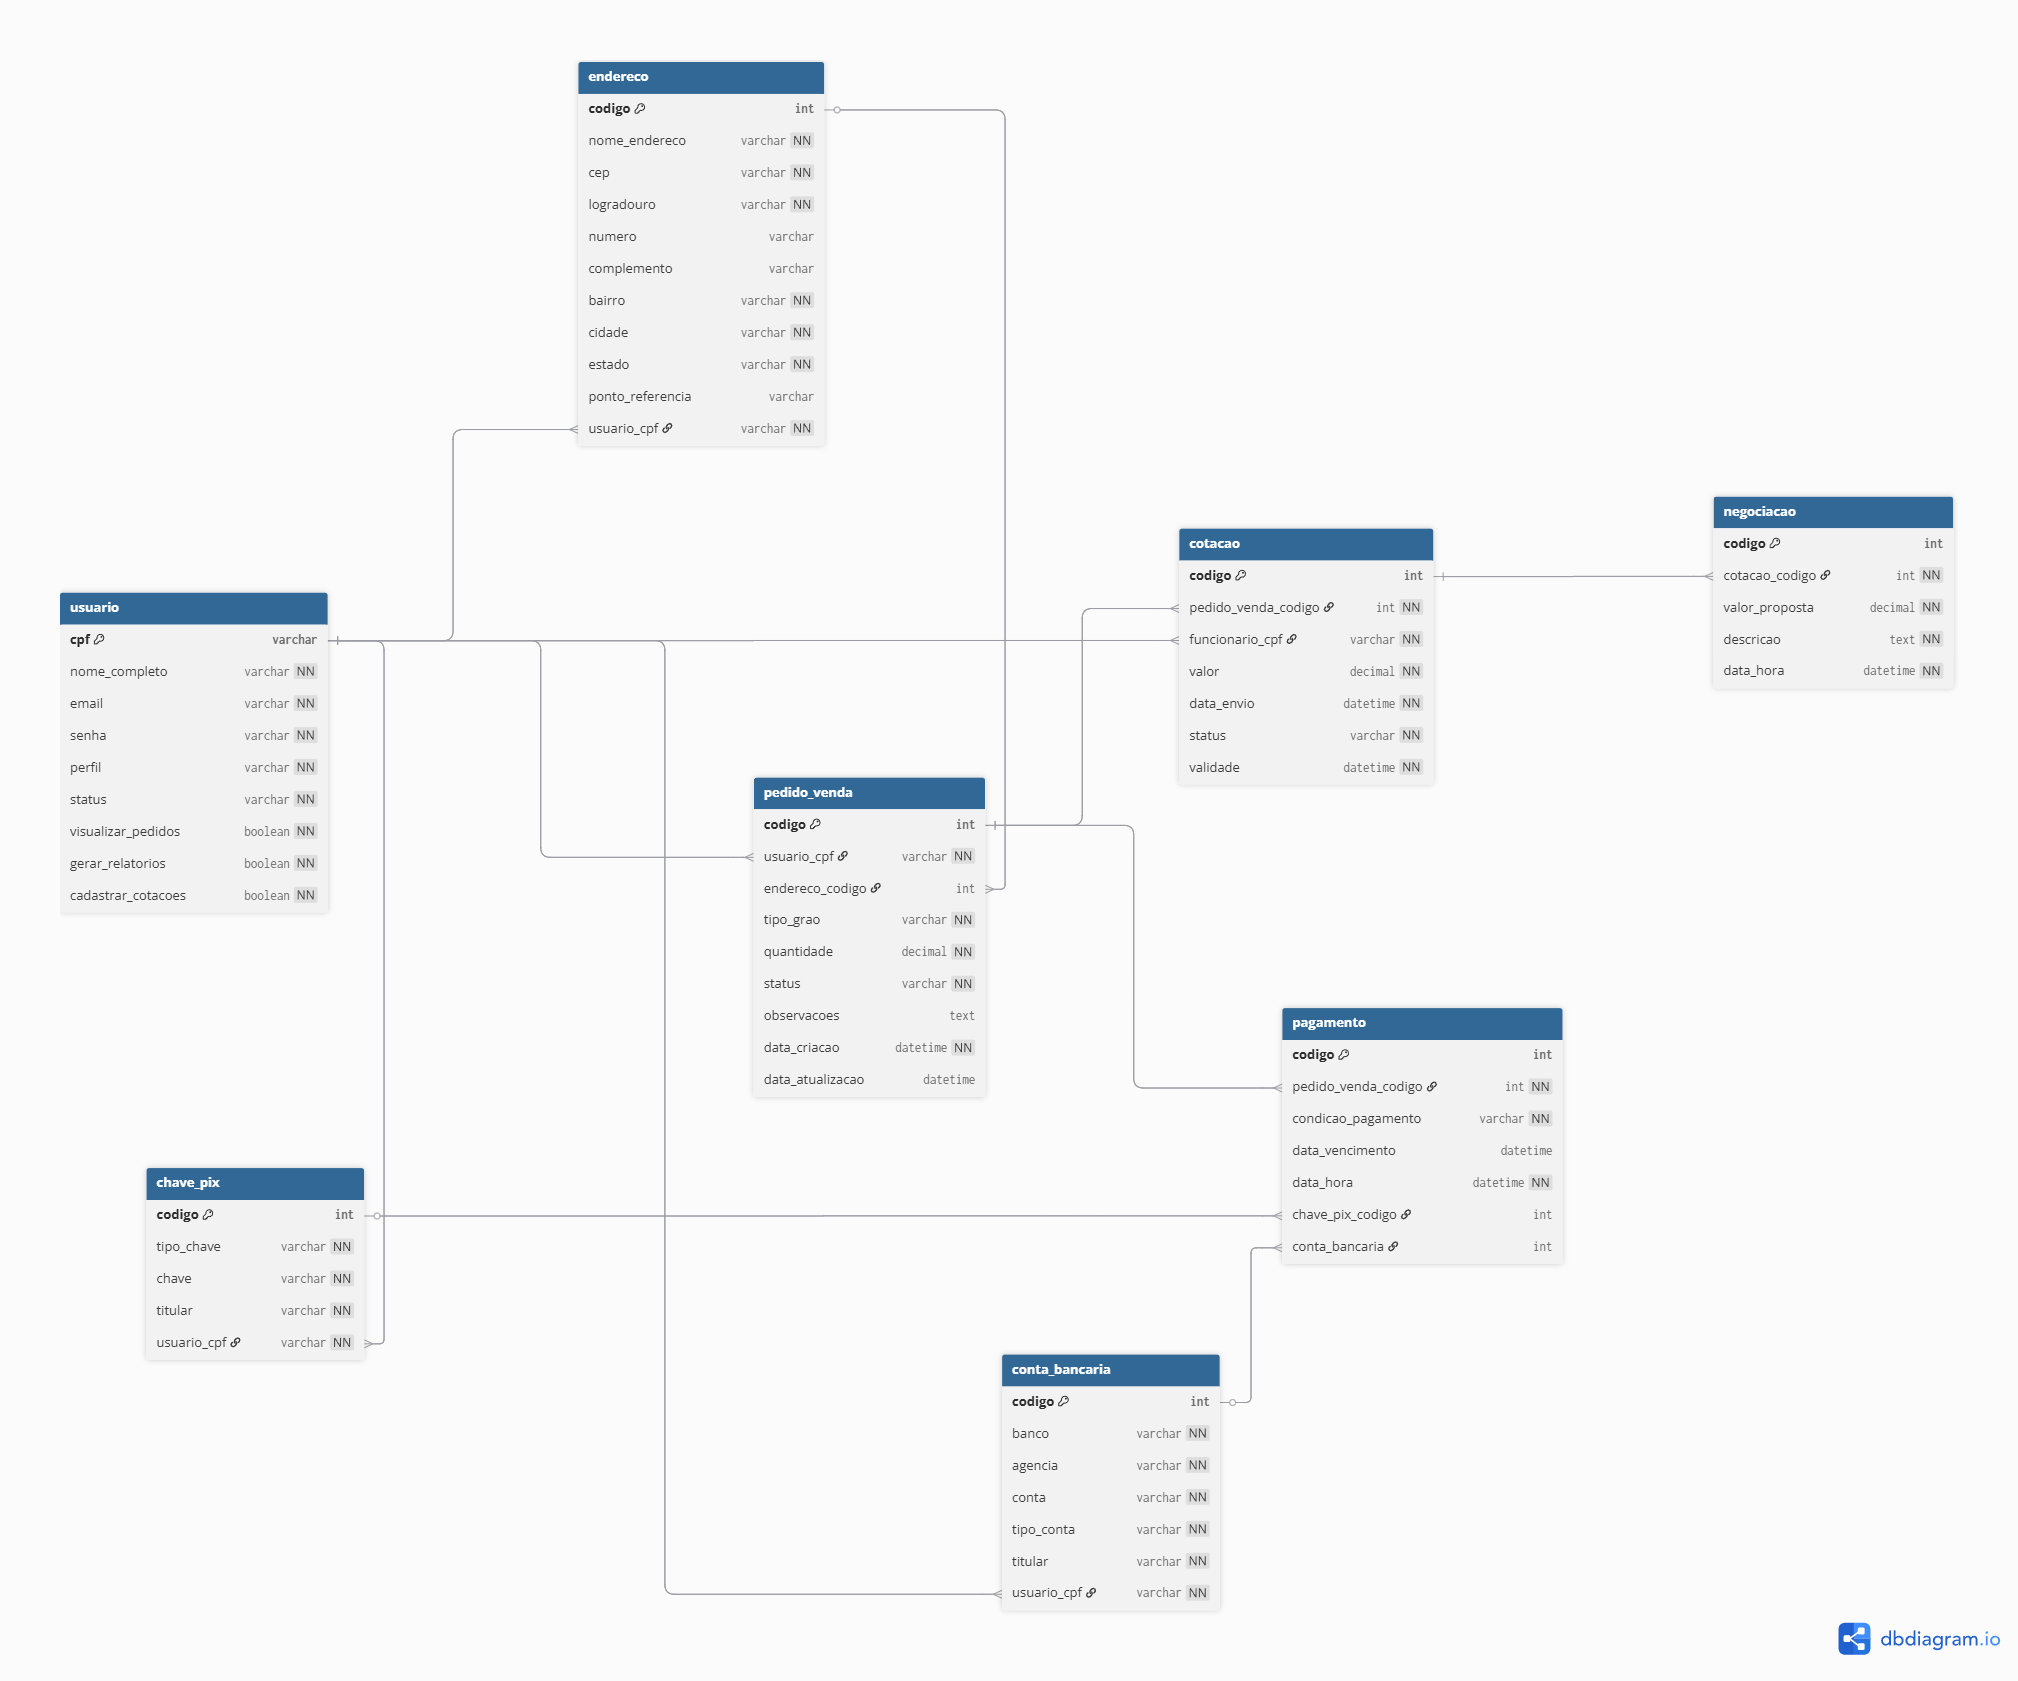 endereco
codigo int
nome_endereco varchar NN
cep varchar NN
logradouro varchar NN
numero varchar
complemento varchar
bairro varchar NN
cidade varchar NN
estado varchar NN
ponto_referencia varchar
usuario_cpf varchar NN
negociacao
codigo int
cotacao_codigo int NN
valor_proposta decimal NN
descricao text NN
data_hora datetime NN
cotacao
codigo int
pedido_venda_codigo int NN
funcionario_cpf varchar NN
valor decimal NN
data_envio datetime NN
status varchar NN
validade datetime NN
usuario
cpf varchar
nome_completo varchar NN
email varchar NN
senha varchar NN
perfil varchar NN
status varchar NN
visualizar_pedidos boolean NN
gerar_relatorios boolean NN
cadastrar_cotacoes boolean NN
pedido_venda
codigo int
usuario_cpf varchar NN
endereco_codigo int
tipo_grao varchar NN
quantidade decimal NN
status varchar NN
observacoes text
data_criacao datetime NN
data_atualizacao datetime
pagamento
codigo int
pedido_venda_codigo int NN
condicao_pagamento varchar NN
data_vencimento datetime
data_hora datetime NN
chave_pix_codigo int
conta_bancaria int
chave_pix
codigo int
tipo_chave varchar NN
chave varchar NN
titular varchar NN
usuario_cpf varchar NN
conta_bancaria
codigo int
banco varchar NN
agencia varchar NN
conta varchar NN
tipo_conta varchar NN
titular varchar NN
usuario_cpf varchar NN
dbdiagram.io